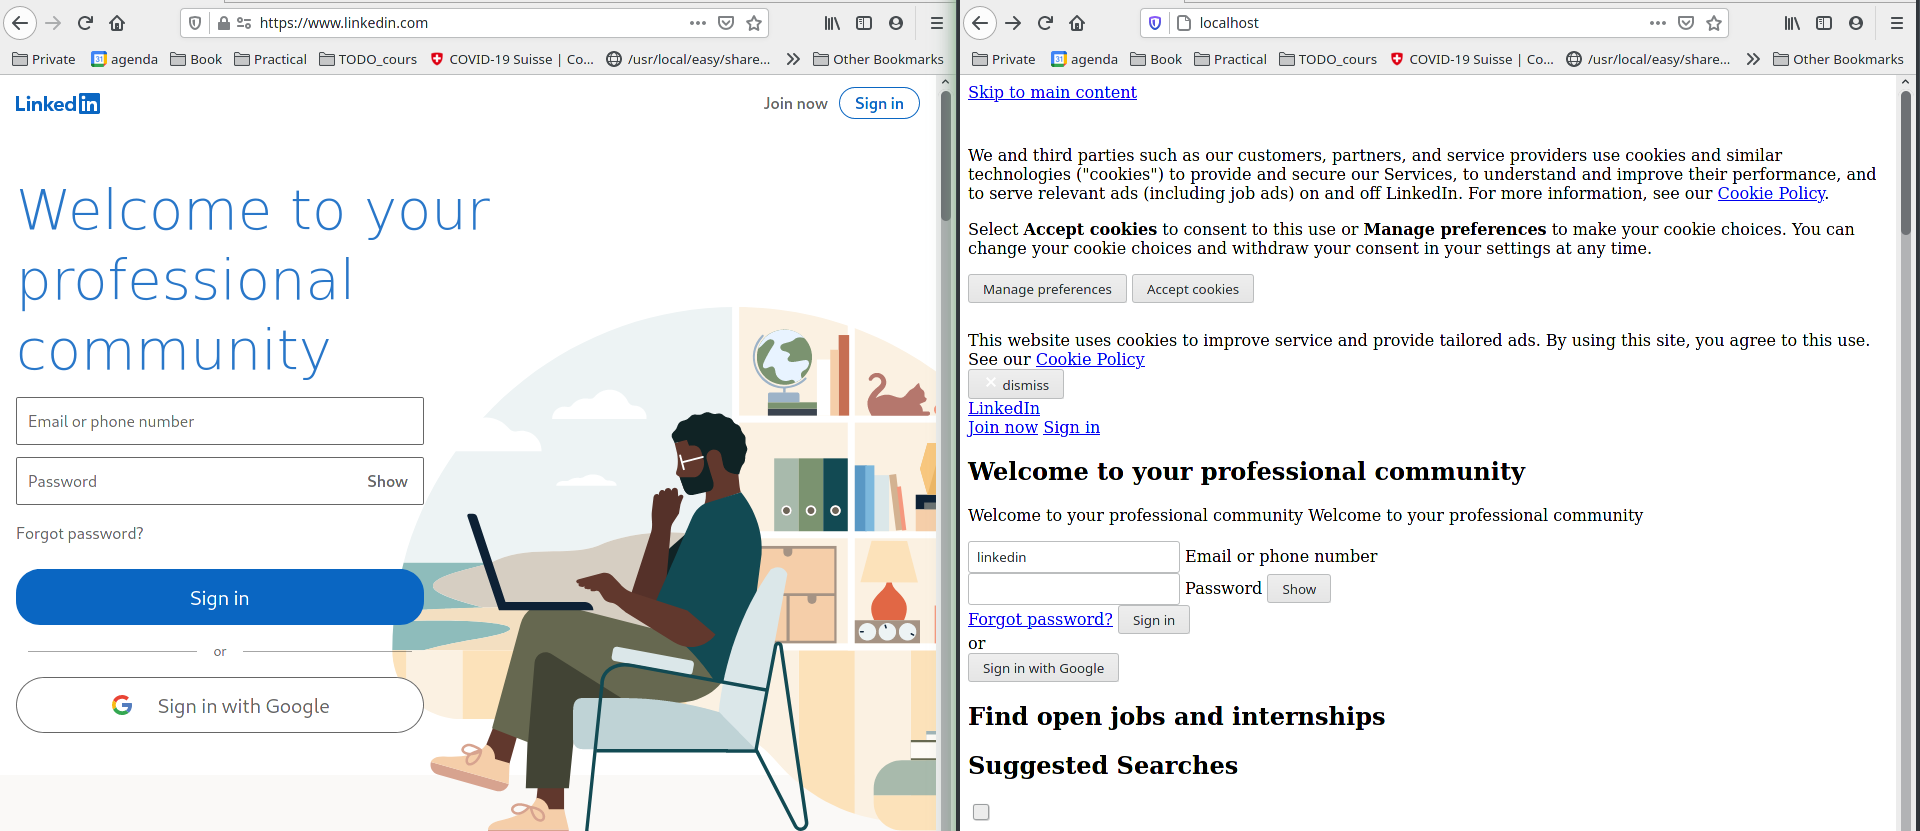 https://www.linkedin.com
Private
31
agenda
Book
Practical
TODO_cours
COVID-19 Suisse | Co...
/usr/local/easy/share...
Other Bookmarks
Linkedin
Join now
Sign in
Welcome to your
professional
community
Email or phone number
Password
Show
Forgot password?
Sign in
or
Sign in with Google
localhost
Private
31
agenda
Book
Practical
TODO_cours
COVID-19 Suisse | Co...
/usr/local/easy/share...
Other Bookmarks
Skip to main content
We and third parties such as our customers, partners, and service providers use cookies and similar
technologies ("cookies") to provide and secure our Services, to understand and improve their performance, and
to serve relevant ads (including job ads) on and off LinkedIn. For more information, see our Cookie Policy.
Select Accept cookies to consent to this use or Manage preferences to make your cookie choices. You can
change your cookie choices and withdraw your consent in your settings at any time.
Manage preferences
Accept cookies
This website uses cookies to improve service and provide tailored ads. By using this site, you agree to this use.
See our Cookie Policy
dismiss
LinkedIn
Join now Sign in
Welcome to your professional community
Welcome to your professional community Welcome to your professional community
linkedin Email or phone number
Password Show
Forgot password? Sign in
or
Sign in with Google
Find open jobs and internships
Suggested Searches